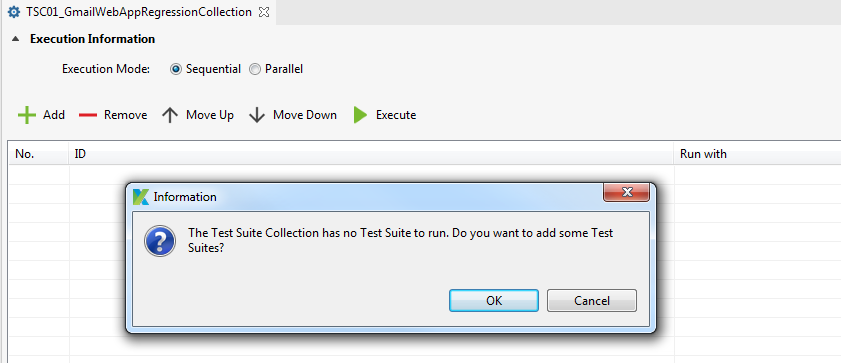 TSC01_GmailWebAppRegressionCollection
Execution Information
Execution Mode: Sequential Parallel
Add Remove Move Up Move Down Execute
No. ID Run with
Information
The Test Suite Collection has no Test Suite to run. Do you want to add some Test
Suites?
OK Cancel